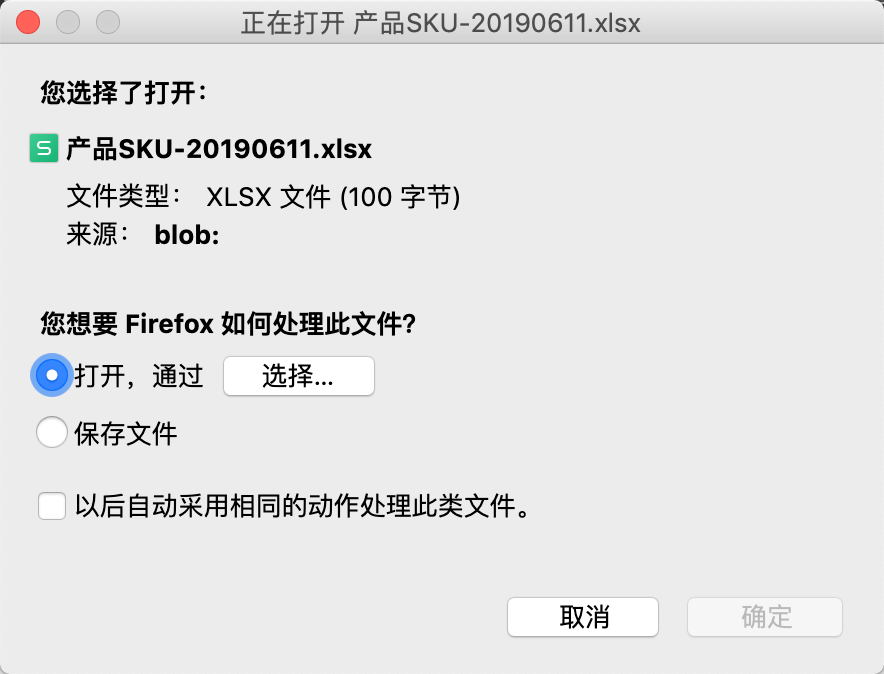 正在打开 产品SKU-20190611.xlsx
您选择了打开：
S 产品SKU-20190611.xlsx
文件类型： XLSX 文件 (100 字节)
来源： blob:
您想要 Firefox 如何处理此文件?
打开，通过 选择...
保存文件
以后自动采用相同的动作处理此类文件。
取消 确定